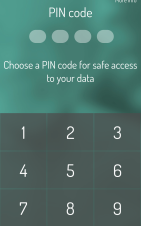 PIN code
Choose a PIN code for safe access
to your data
1 2 3
4 5 6
7 8 9